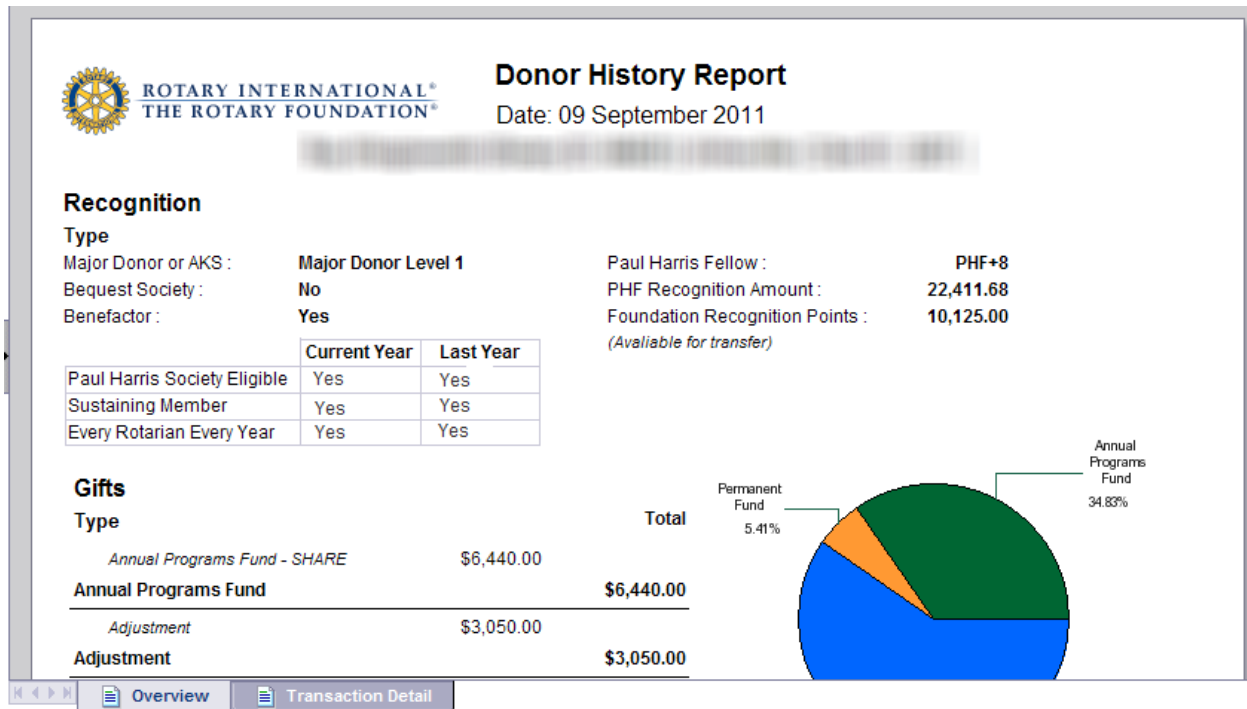 ROTARY INTERNATIONAL®
THE ROTARY FOUNDATION®
Donor History Report
Date: 09 September 2011
Recognition
Type
Major Donor or AKS : Major Donor Level 1
Bequest Society : No
Benefactor : Yes
Paul Harris Fellow : PHF+8
PHF Recognition Amount : 22,411.68
Foundation Recognition Points : 10,125.00
(Avaliable for transfer)
Current Year Last Year
Paul Harris Society Eligible Yes Yes
Sustaining Member Yes Yes
Every Rotarian Every Year Yes Yes
Gifts
Type Total
Annual Programs Fund - SHARE $6,440.00
Annual Programs Fund $6,440.00
Adjustment $3,050.00
Adjustment $3,050.00
Permanent
Fund
5.41%
Annual
Programs
Fund
34.83%
Overview Transaction Detail